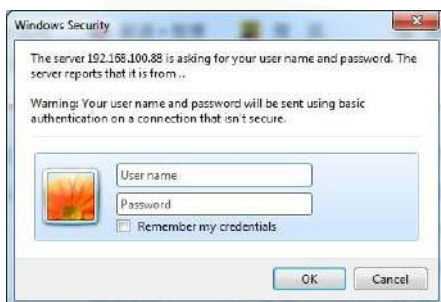 Windows Security
The server 192.168.100.88 is asking for your user name and password. The
server reports that it is from ..
Warning: Your user name and password will be sent using basic
authentication on a connection that isn't secure.
User name
Password
Remember my credentials
OK Cancel